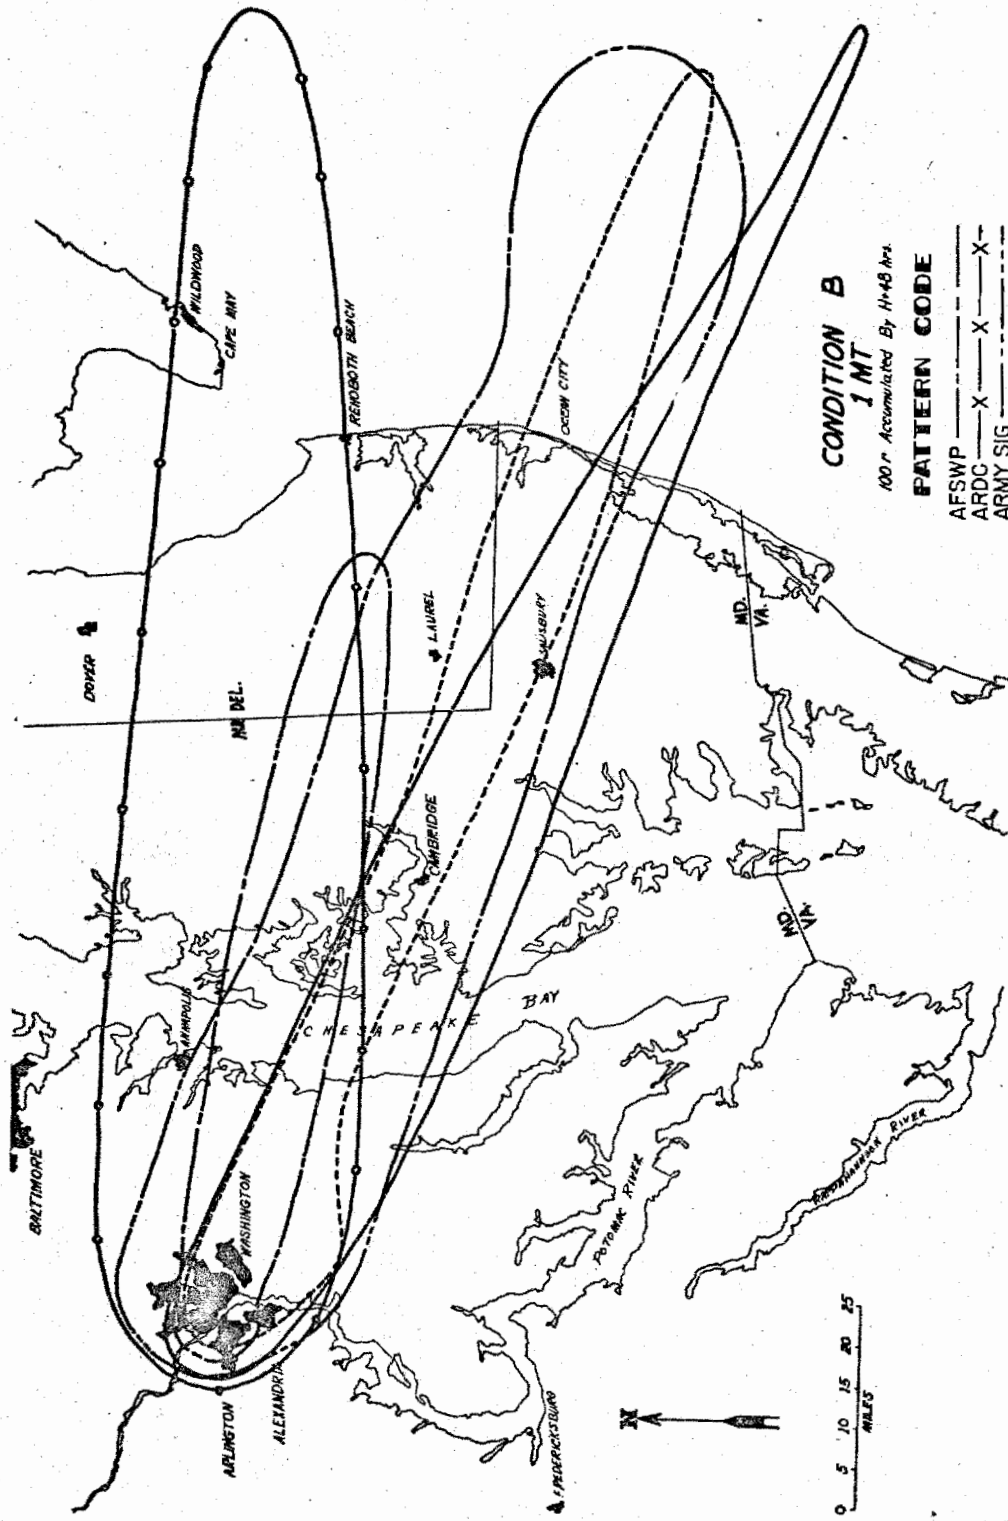 BALTIMORE
ANNAPOLIS
WASHINGTON
ARLINGTON
ALEXANDRIA
FREDERICKSBURG
POTOMAC RIVER
RAPPAHANNOCK RIVER
CHESAPEAKE
BAY
CAMBRIDGE
DOVER
DEL.
LAUREL
SALISBURY
WILDWOOD
CAPE MAY
REHOBOTH BEACH
OCEAN CITY
MD.
VA.
MD.
VA.
N
0 5 10 15 20 25
MILES
CONDITION B
1 MT
100 r Accumulated By H+48 hrs.
PATTERN CODE
AFSWP
ARDC X X X
ARMY SIG